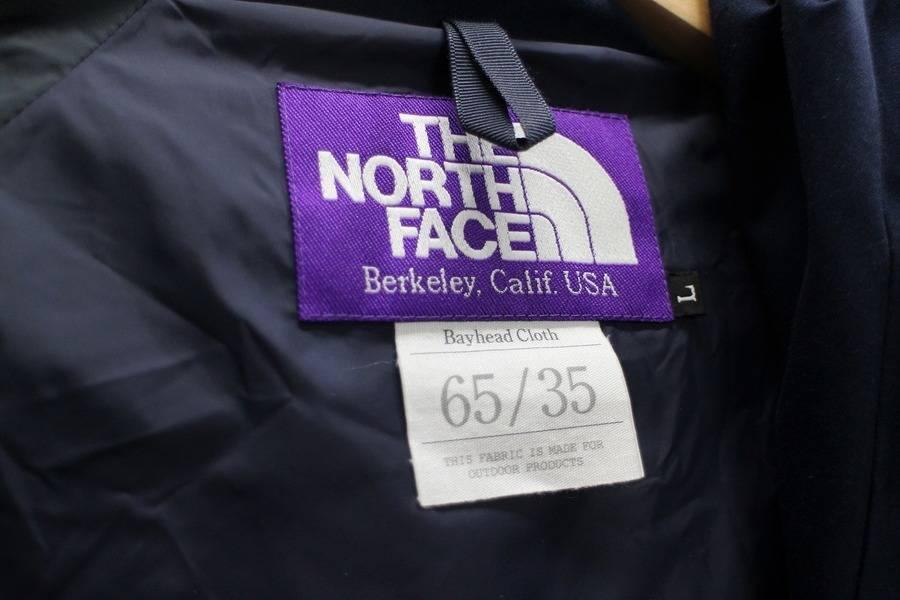 THE
NORTH
FACE
Berkeley, Calif. USA
L
Bayhead Cloth
65/35
THIS FABRIC IS MADE FOR
OUTDOOR PRODUCTS